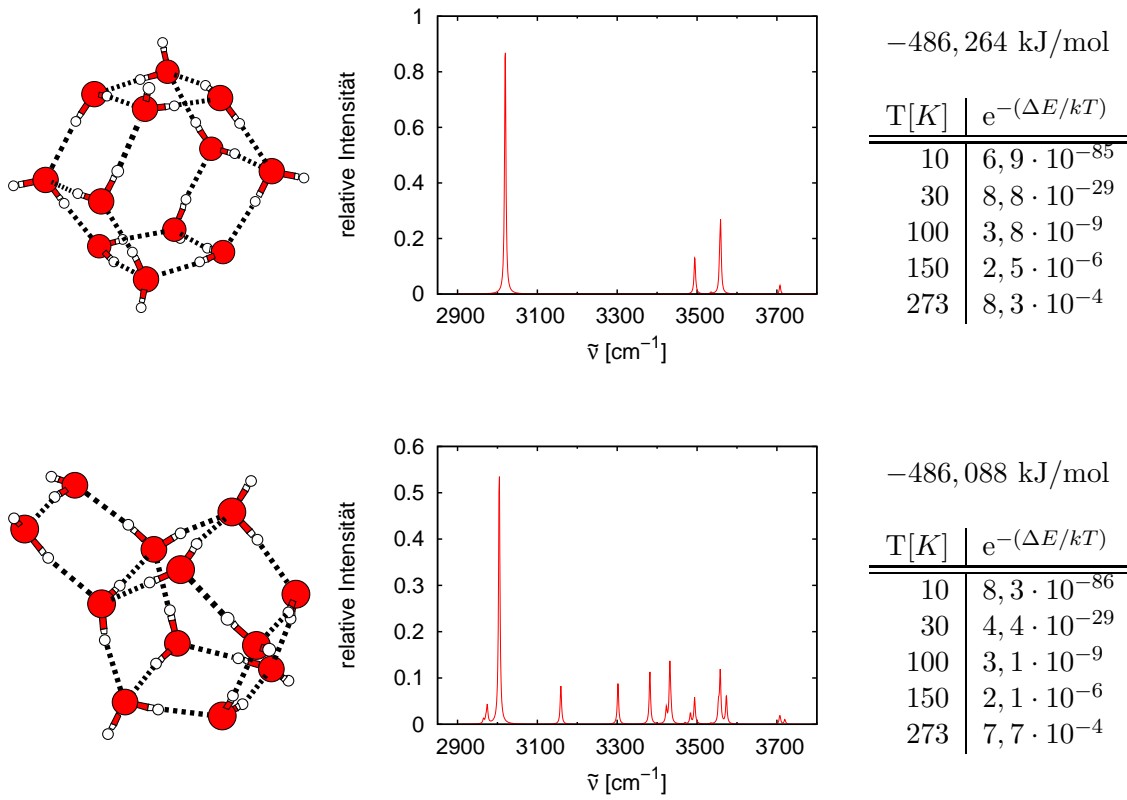 relative Intensität
1
0.8
0.6
0.4
0.2
0
2900 3100 3300 3500 3700
ṽ [cm⁻¹]
−486, 264 kJ/mol
T[K] e^−(ΔE/kT)
10 6, 9 · 10⁻⁸⁵
30 8, 8 · 10⁻²⁹
100 3, 8 · 10⁻⁹
150 2, 5 · 10⁻⁶
273 8, 3 · 10⁻⁴
relative Intensität
0.6
0.5
0.4
0.3
0.2
0.1
0
2900 3100 3300 3500 3700
ṽ [cm⁻¹]
−486, 088 kJ/mol
T[K] e^−(ΔE/kT)
10 8, 3 · 10⁻⁸⁶
30 4, 4 · 10⁻²⁹
100 3, 1 · 10⁻⁹
150 2, 1 · 10⁻⁶
273 7, 7 · 10⁻⁴